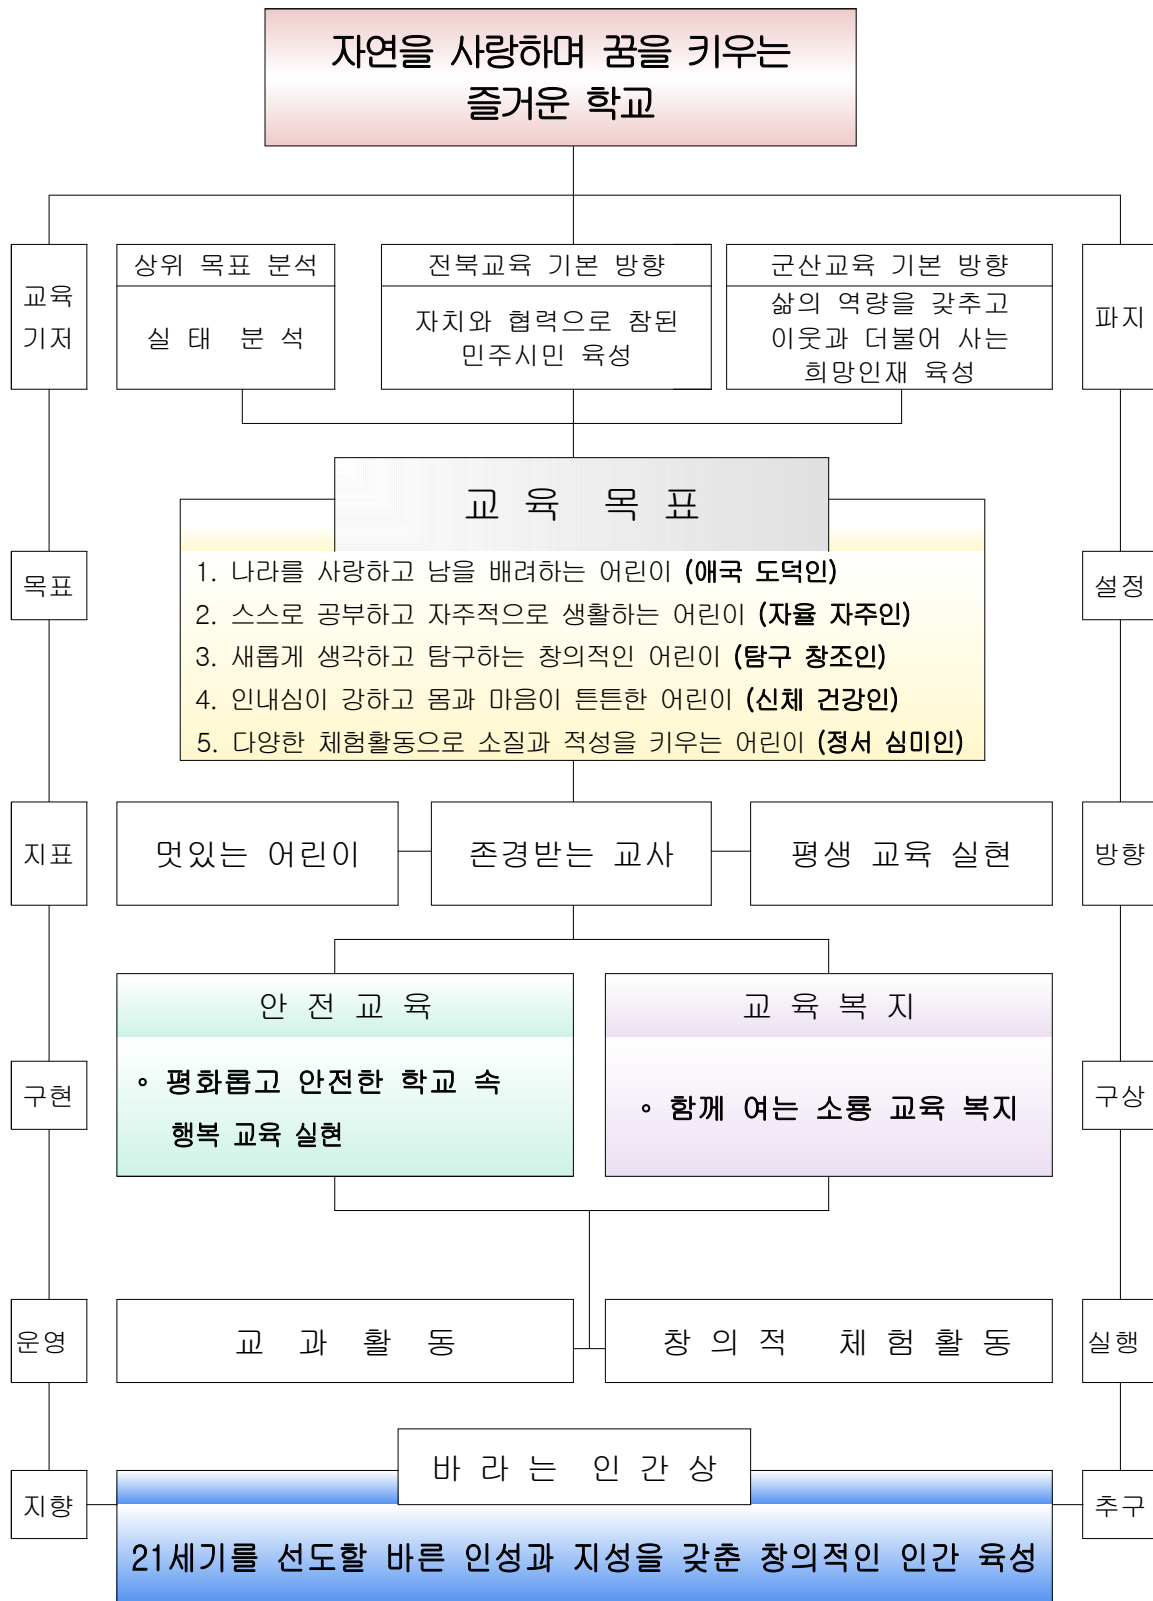 자연을 사랑하며 꿈을 키우는
즐거운 학교
교육
기저
상위 목표 분석
실 태 분 석
전북교육 기본 방향
자치와 협력으로 참된
민주시민 육성
군산교육 기본 방향
삶의 역량을 갖추고
이웃과 더불어 사는
희망인재 육성
파지
교 육 목 표
목표
1. 나라를 사랑하고 남을 배려하는 어린이 (애국 도덕인)
2. 스스로 공부하고 자주적으로 생활하는 어린이 (자율 자주인)
3. 새롭게 생각하고 탐구하는 창의적인 어린이 (탐구 창조인)
4. 인내심이 강하고 몸과 마음이 튼튼한 어린이 (신체 건강인)
5. 다양한 체험활동으로 소질과 적성을 키우는 어린이 (정서 심미인)
설정
지표
멋있는 어린이
존경받는 교사
평생 교육 실현
방향
안 전 교 육
교 육 복 지
구현
∘ 평화롭고 안전한 학교 속
행복 교육 실현
∘ 함께 여는 소룡 교육 복지
구상
운영
교 과 활 동
창 의 적 체 험 활 동
실행
바 라 는 인 간 상
지향
추구
21세기를 선도할 바른 인성과 지성을 갖춘 창의적인 인간 육성